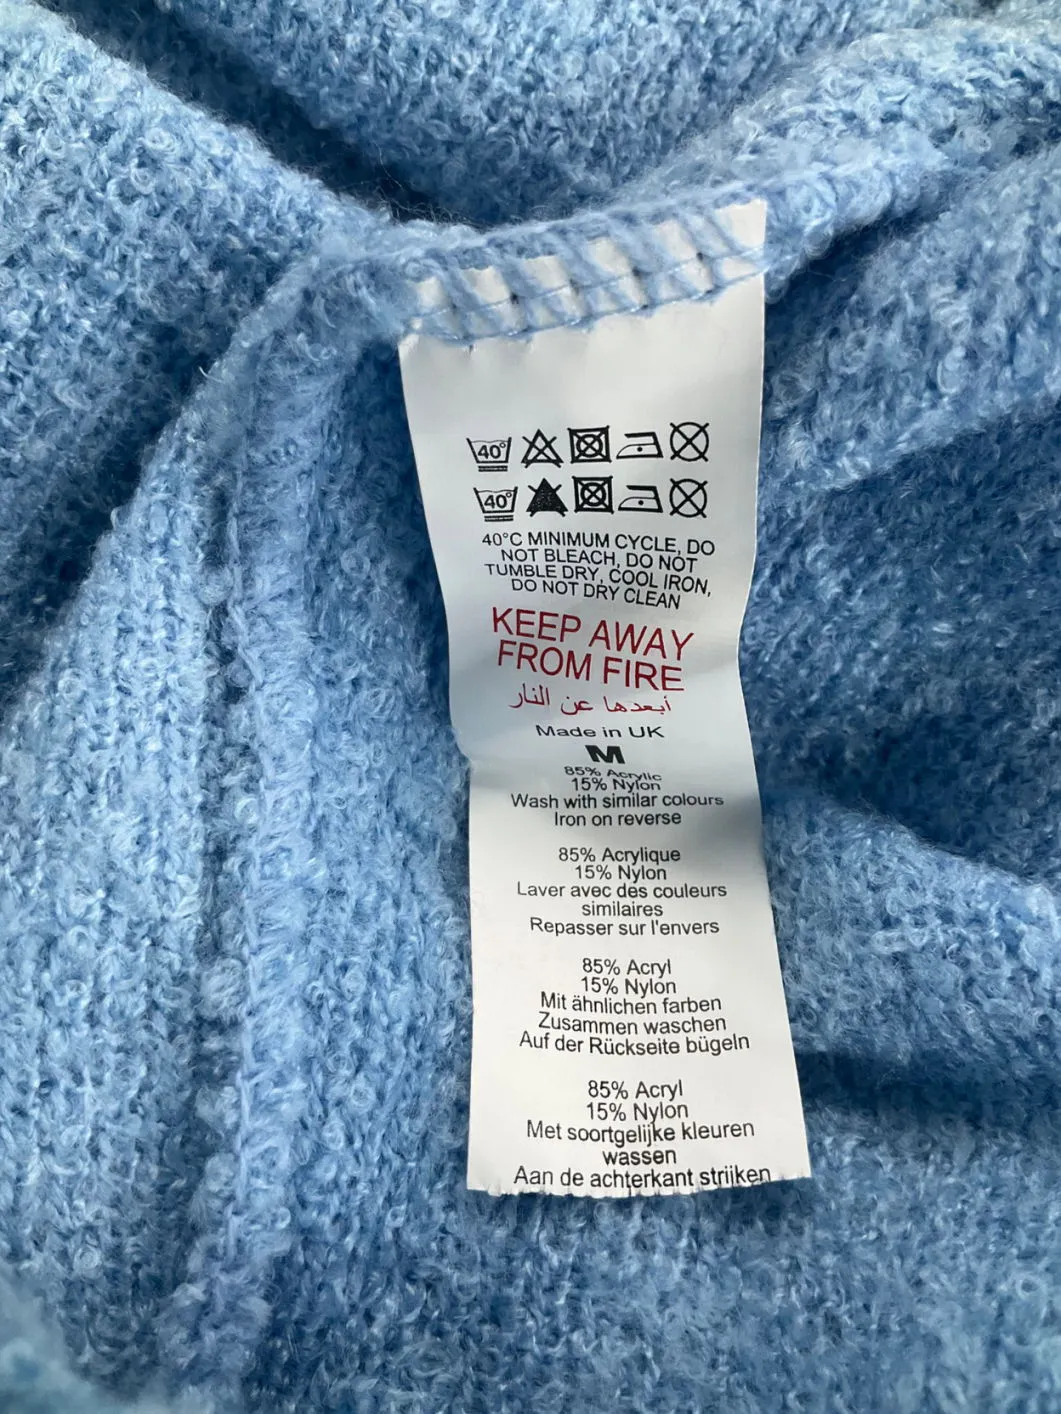 40°
40°
40°C MINIMUM CYCLE, DO
NOT BLEACH, DO NOT
TUMBLE DRY, COOL IRON,
DO NOT DRY CLEAN
KEEP AWAY
FROM FIRE
أبعدها عن النار
Made in UK
M
85% Acrylic
15% Nylon
Wash with similar colours
Iron on reverse
85% Acrylique
15% Nylon
Laver avec des couleurs
similaires
Repasser sur l'envers
85% Acryl
15% Nylon
Mit ähnlichen farben
Zusammen waschen
Auf der Rückseite bügeln
85% Acryl
15% Nylon
Met soortgelijke kleuren
wassen
Aan de achterkant strijken